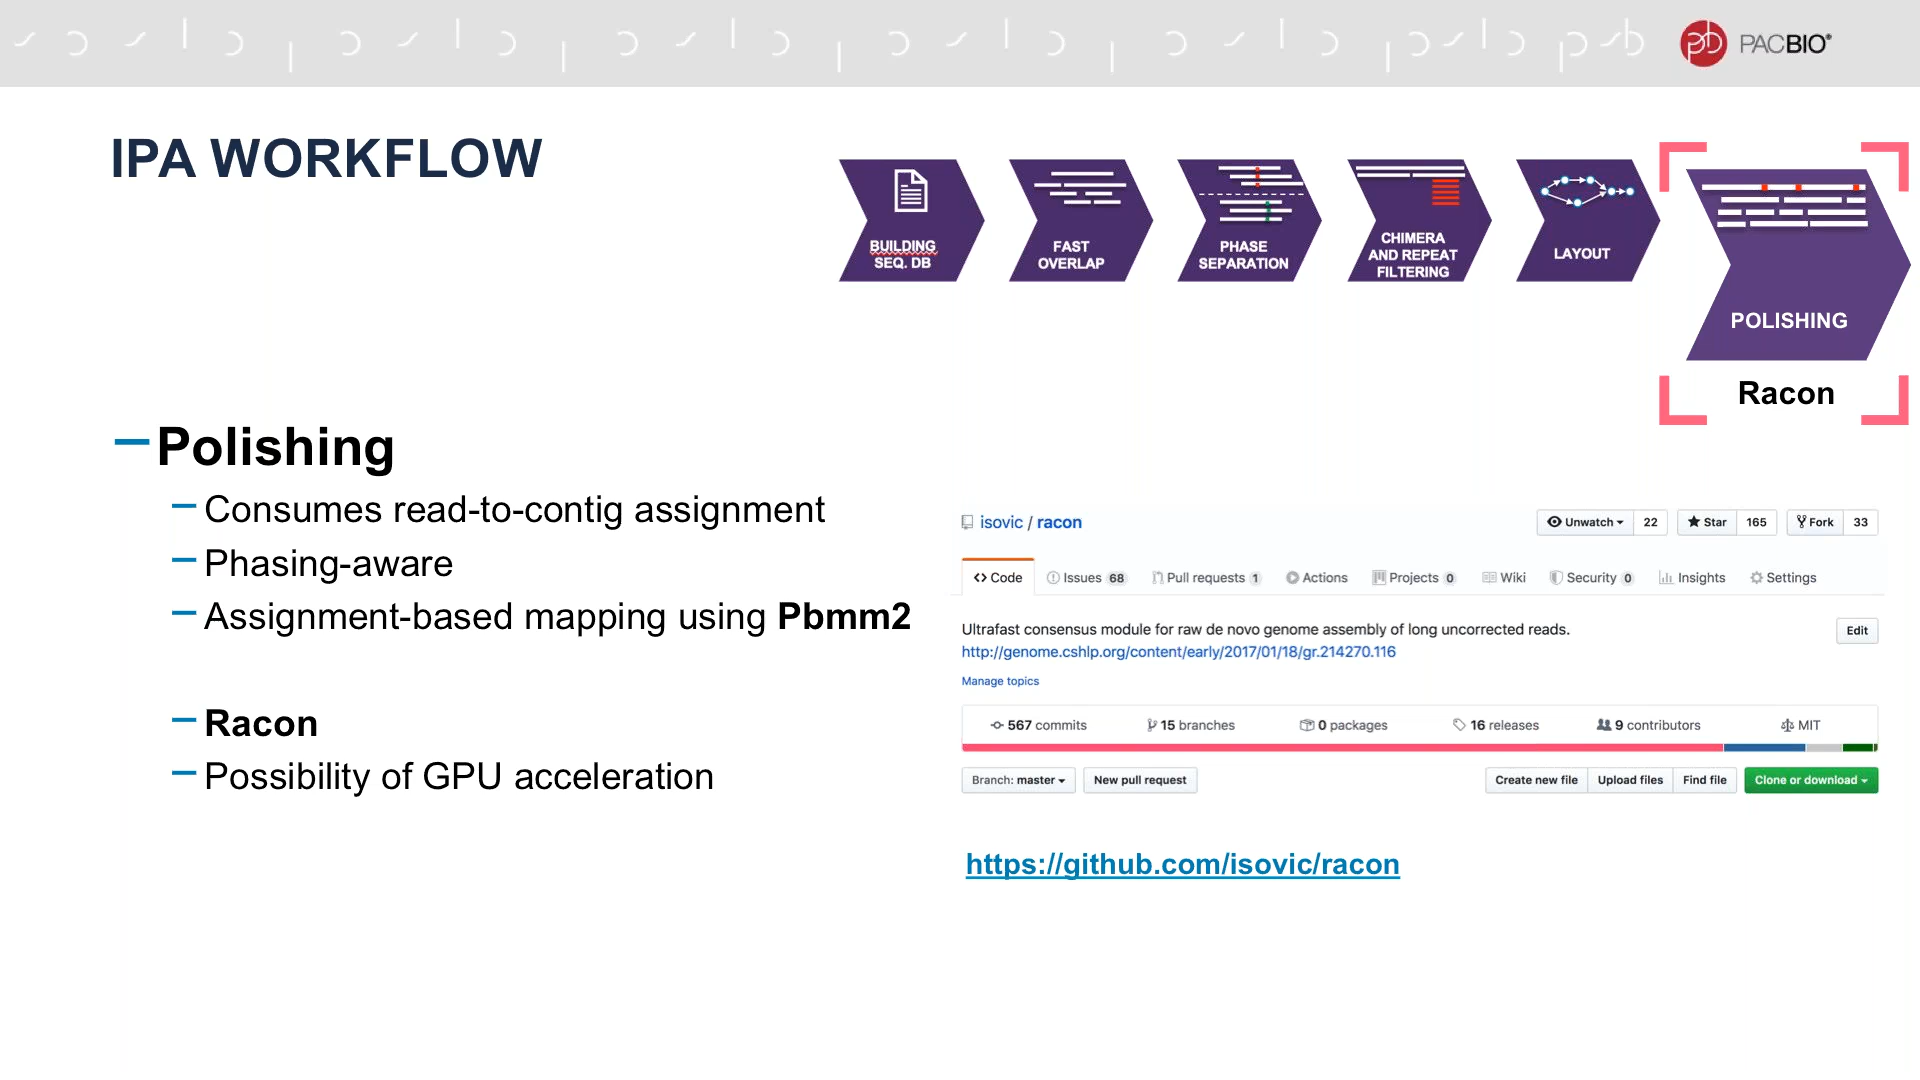 PACBIO®
IPA WORKFLOW
BUILDING
SEQ. DB
FAST
OVERLAP
PHASE
SEPARATION
CHIMERA
AND REPEAT
FILTERING
LAYOUT
POLISHING
Racon
– Polishing
– Consumes read-to-contig assignment
– Phasing-aware
– Assignment-based mapping using Pbmm2
– Racon
– Possibility of GPU acceleration
isovic / racon Unwatch 22 Star 165 Fork 33
<> Code Issues 68 Pull requests 1 Actions Projects 0 Wiki Security 0 Insights Settings
Ultrafast consensus module for raw de novo genome assembly of long uncorrected reads. Edit
http://genome.cshlp.org/content/early/2017/01/18/gr.214270.116
Manage topics
567 commits 15 branches 0 packages 16 releases 9 contributors MIT
Branch: master New pull request Create new file Upload files Find file Clone or download
https://github.com/isovic/racon